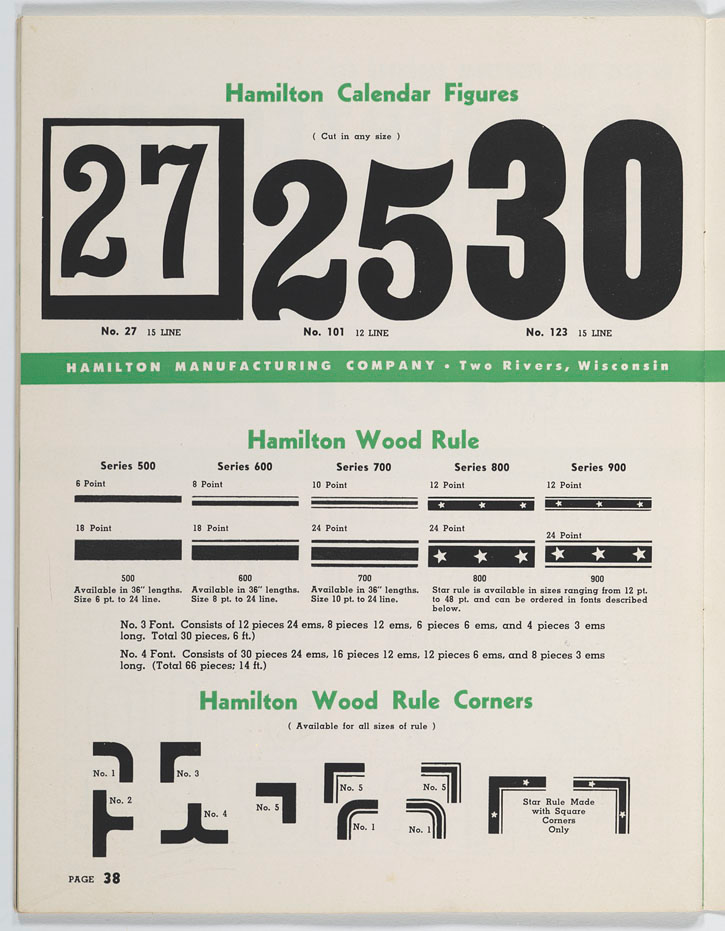 Hamilton Calendar Figures
( Cut in any size )
27
25
30
No. 27 15 LINE
No. 101 12 LINE
No. 123 15 LINE
HAMILTON MANUFACTURING COMPANY • Two Rivers, Wisconsin
Hamilton Wood Rule
Series 500
Series 600
Series 700
Series 800
Series 900
6 Point
8 Point
10 Point
12 Point
12 Point
18 Point
18 Point
24 Point
24 Point
24 Point
500
Available in 36" lengths.
Size 6 pt. to 24 line.
600
Available in 36" lengths.
Size 8 pt. to 24 line.
700
Available in 36" lengths.
Size 10 pt. to 24 line.
800 900
Star rule is available in sizes ranging from 12 pt.
to 48 pt. and can be ordered in fonts described
below.
No. 3 Font. Consists of 12 pieces 24 ems, 8 pieces 12 ems, 6 pieces 6 ems, and 4 pieces 3 ems
long. Total 30 pieces, 6 ft.)
No. 4 Font. Consists of 30 pieces 24 ems, 16 pieces 12 ems, 12 pieces 6 ems, and 8 pieces 3 ems
long. (Total 66 pieces; 14 ft.)
Hamilton Wood Rule Corners
( Available for all sizes of rule )
No. 1
No. 3
No. 2
No. 4
No. 5
No. 5
No. 5
No. 1
No. 1
Star Rule Made
with Square
Corners
Only
PAGE 38